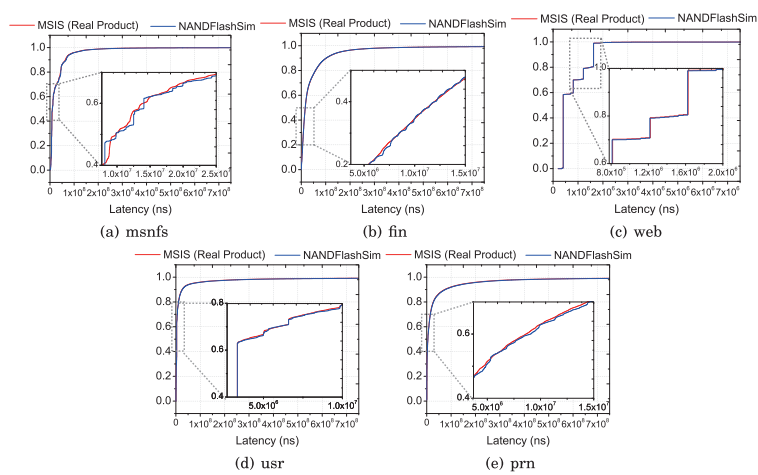 MSIS (Real Product) NANDFlashSim
1.0
0.8
0.6
0.4
0.2
0.0
0.6
0.4
1.0x10⁷ 1.5x10⁷ 2.0x10⁷ 2.5x10⁷
1x10⁸ 2x10⁸ 3x10⁸ 4x10⁸ 5x10⁸ 6x10⁸ 7x10⁸
Latency (ns)
(a) msnfs
MSIS (Real Product) NANDFlashSim
1.0
0.8
0.6
0.4
0.2
0.0
0.4
0.2
5.0x10⁶ 1.0x10⁷ 1.5x10⁷
1x10⁸ 2x10⁸ 3x10⁸ 4x10⁸ 5x10⁸ 6x10⁸ 7x10⁸
Latency (ns)
(b) fin
MSIS (Real Product) NANDFlashSim
1.0
0.8
0.6
0.4
0.2
0.0
1.0
0.8
0.6
8.0x10⁵ 1.2x10⁶ 1.6x10⁶ 2.0x10⁶
1x10⁶ 2x10⁶ 3x10⁶ 4x10⁶ 5x10⁶ 6x10⁶ 7x10⁶
Latency (ns)
(c) web
MSIS (Real Product) NANDFlashSim
1.0
0.8
0.6
0.4
0.2
0.0
0.8
0.6
0.4
5.0x10⁶ 1.0x10⁷
1x10⁸ 2x10⁸ 3x10⁸ 4x10⁸ 5x10⁸ 6x10⁸ 7x10⁸
Latency (ns)
(d) usr
MSIS (Real Product) NANDFlashSim
1.0
0.8
0.6
0.4
0.2
0.0
0.6
0.4
5.0x10⁶ 1.0x10⁷ 1.5x10⁷
1x10⁸ 2x10⁸ 3x10⁸ 4x10⁸ 5x10⁸ 6x10⁸ 7x10⁸
Latency (ns)
(e) prn